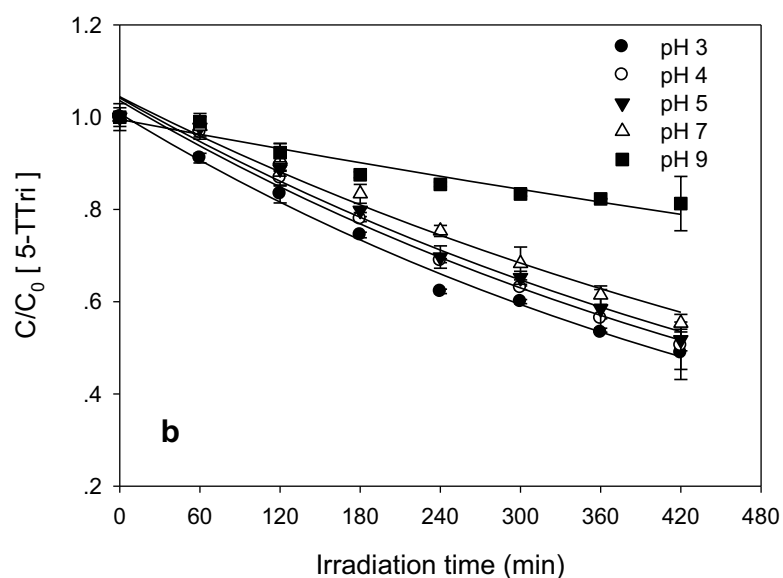 C/C0 [ 5-TTri ]
1.2
1.0
.8
.6
.4
.2
pH 3
pH 4
pH 5
pH 7
pH 9
b
0 60 120 180 240 300 360 420 480
Irradiation time (min)